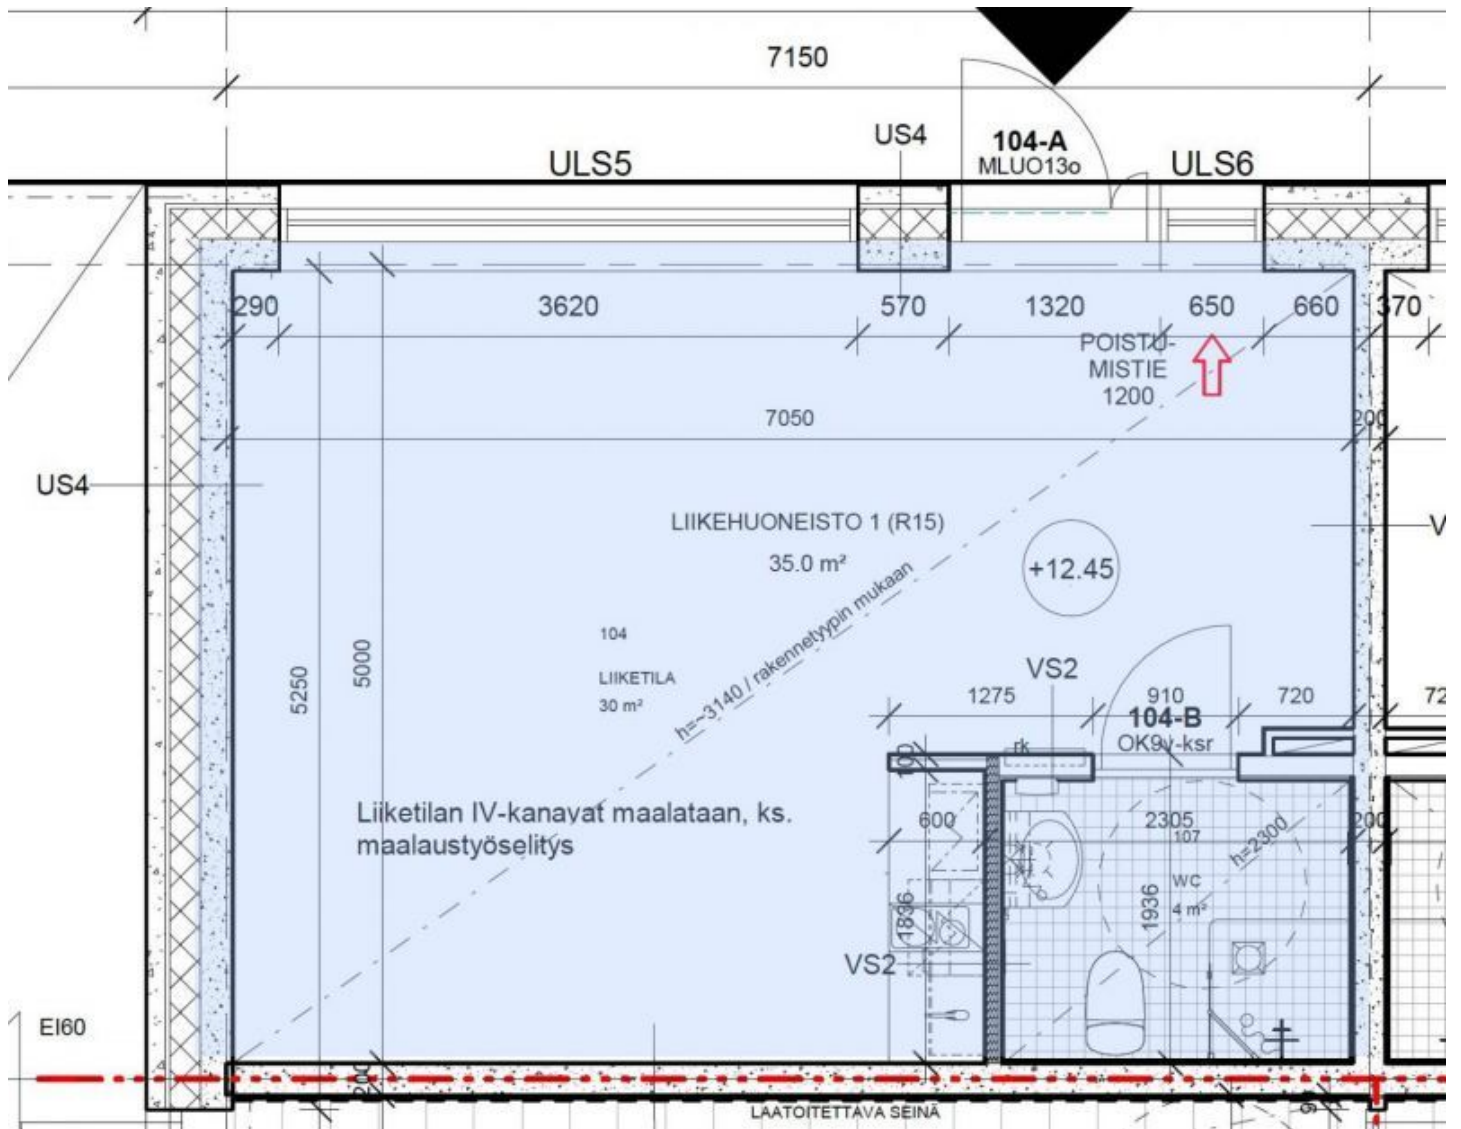 7150
US4
104-A
MLUO13o
ULS5
ULS6
290
3620
570
1320
650
660
370
POISTU-
MISTIE
1200
7050
200
US4
LIIKEHUONEISTO 1 (R15)
35.0 m²
+12.45
h=~3140 / rakennetyypin mukaan
104
LIIKETILA
30 m²
5250
5000
VS2
1275
910
720
72
104-B
OK9v-ksr
rk
100
Liiketilan IV-kanavat maalataan, ks.
maalaustyöselitys
600
2305
200
107
h=2300
WC
4 m²
1836
1936
VS2
EI60
200
LAATOITETTAVA SEINÄ